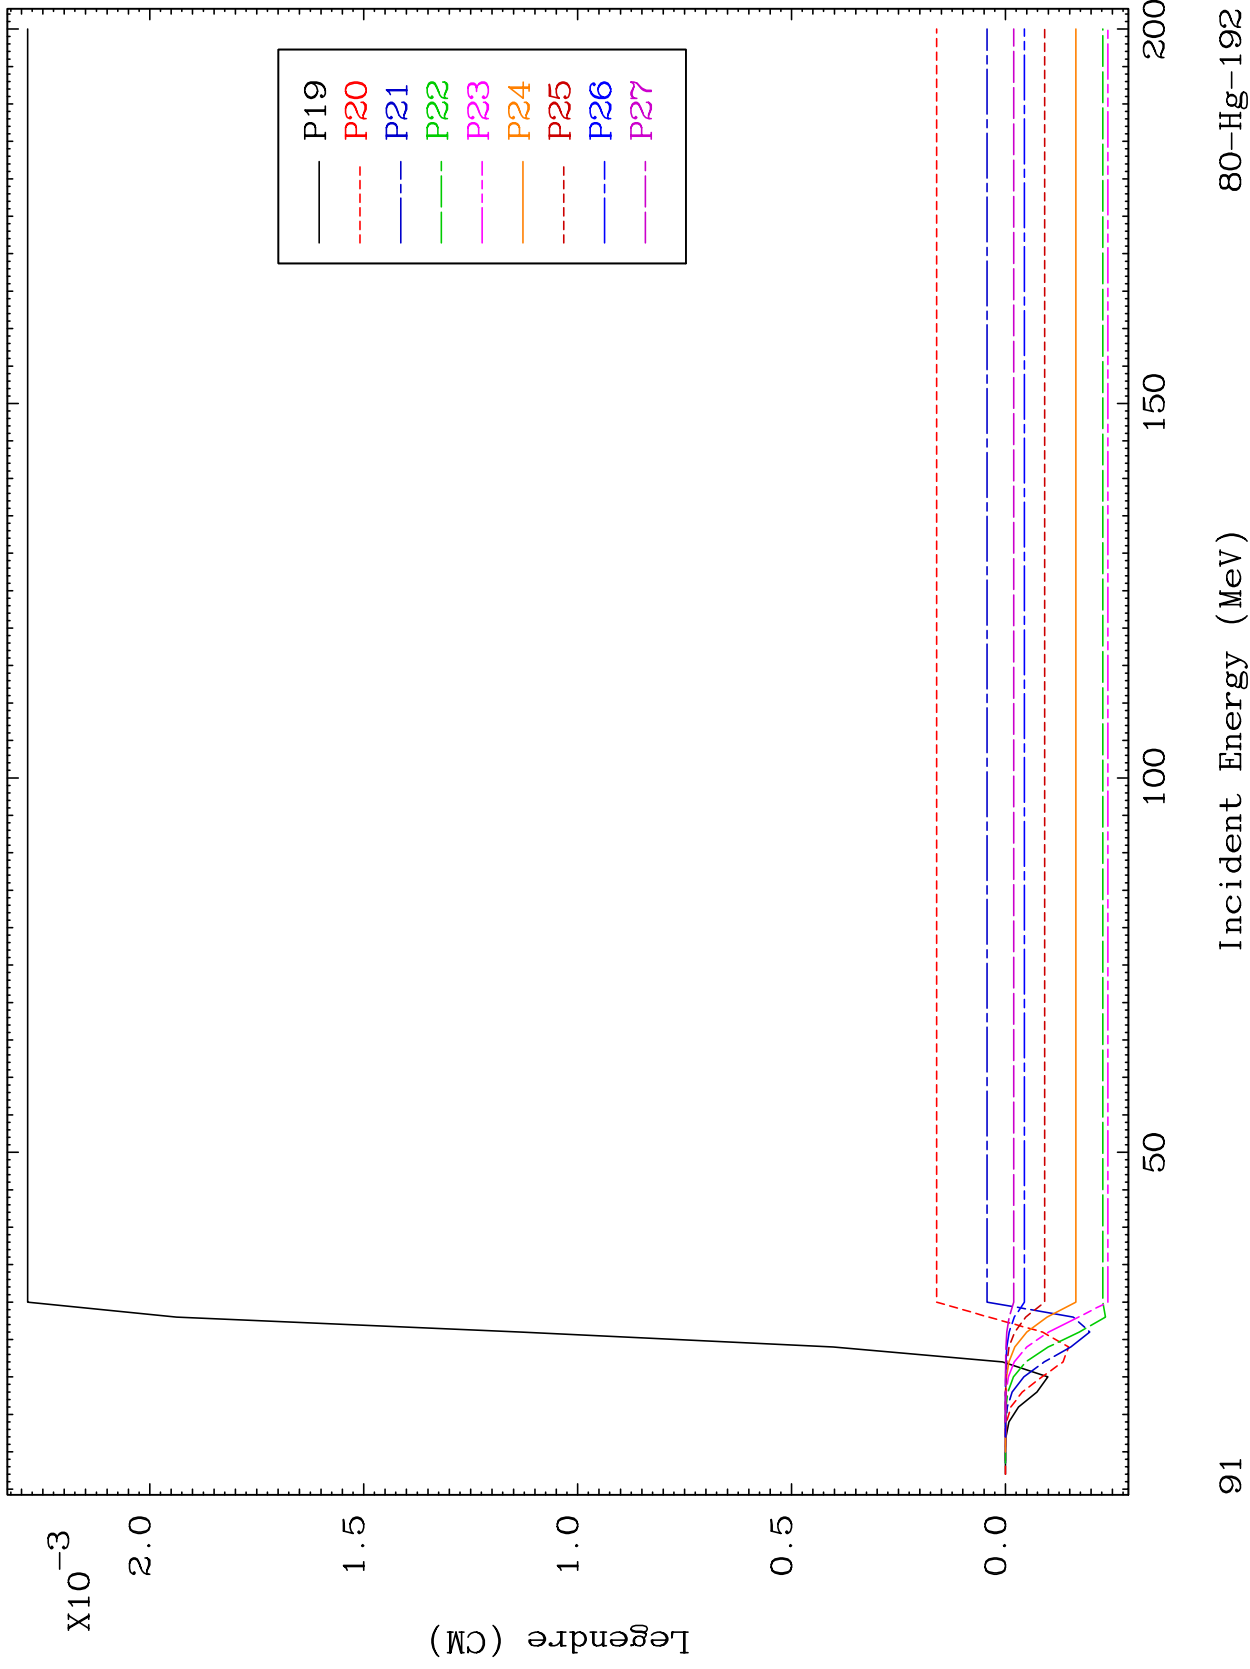 X10-3
2.0
1.5
1.0
0.5
0.0
Legendre (CM)
P19
P20
P21
P22
P23
P24
P25
P26
P27
50
100
150
200
91
Incident Energy (MeV)
80-Hg-192